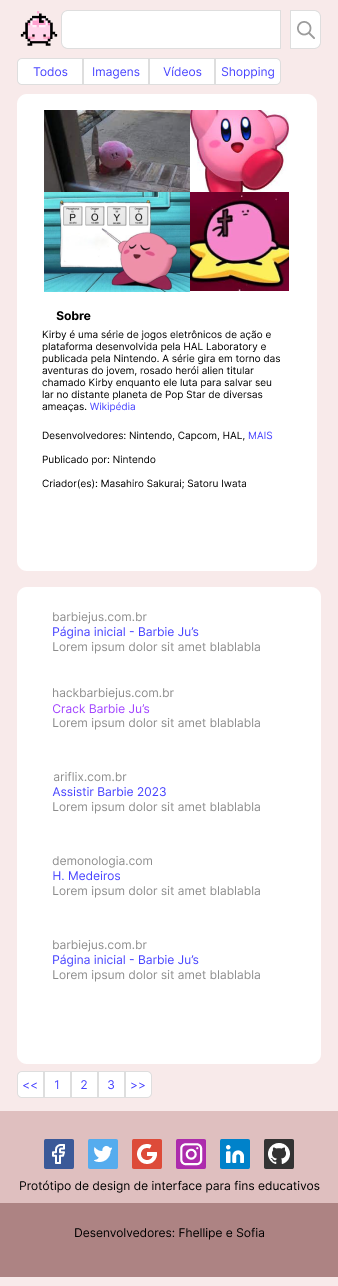 Todos
Imagens
Vídeos
Shopping
P
O
Y
O
Sobre
Kirby é uma série de jogos eletrônicos de ação e
plataforma desenvolvida pela HAL Laboratory e
publicada pela Nintendo. A série gira em torno das
aventuras do jovem, rosado herói alien titular
chamado Kirby enquanto ele luta para salvar seu
lar no distante planeta de Pop Star de diversas
ameaças. Wikipédia
Desenvolvedores: Nintendo, Capcom, HAL, MAIS
Publicado por: Nintendo
Criador(es): Masahiro Sakurai; Satoru Iwata
barbiejus.com.br
Página inicial - Barbie Ju’s
Lorem ipsum dolor sit amet blablabla
hackbarbiejus.com.br
Crack Barbie Ju’s
Lorem ipsum dolor sit amet blablabla
ariflix.com.br
Assistir Barbie 2023
Lorem ipsum dolor sit amet blablabla
demonologia.com
H. Medeiros
Lorem ipsum dolor sit amet blablabla
barbiejus.com.br
Página inicial - Barbie Ju’s
Lorem ipsum dolor sit amet blablabla
<< 1 2 3 >>
Protótipo de design de interface para fins educativos
Desenvolvedores: Fhellipe e Sofia